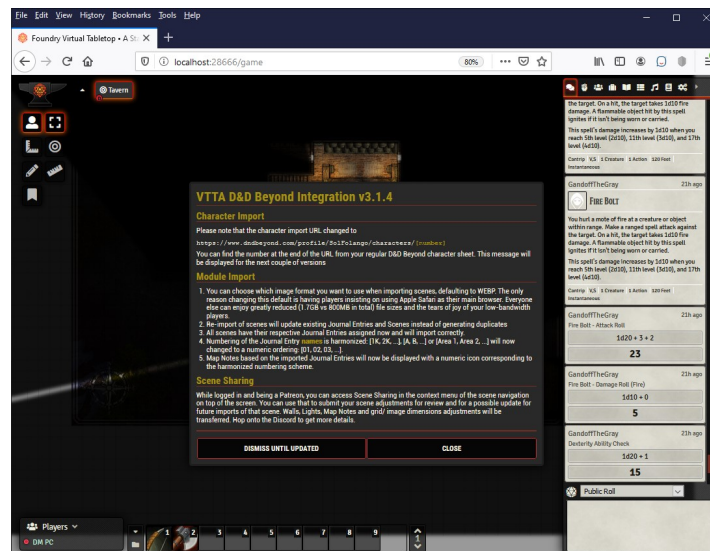 File Edit View History Bookmarks Tools Help
Foundry Virtual Tabletop • A St
localhost:28666/game
80%
Tavern
VTTA D&D Beyond Integration v3.1.4
Character Import
Please note that the character import URL changed to
https://www.dndbeyond.com/profile/SolFolango/characters/[number]
You can find the number at the end of the URL from your regular D&D Beyond character sheet. This message will
be displayed for the next couple of versions
Module Import
1. You can choose which image format you want to use when importing scenes, defaulting to WEBP. The only
reason changing this default is having players insisting on using Apple Safari as their main browser. Everyone
else can enjoy greatly reduced (1.7GB vs 800MB in total) file sizes and the tears of joy of your low-bandwidth
players.
2. Re-import of scenes will update existing Journal Entries and Scenes instead of generating duplicates
3. All scenes have their respective Journal Entries assigned now and will import correctly.
4. Numbering of the Journal Entry names is harmonized: [1K, 2K, ...], [A, B, ...] or [Area 1, Area 2, ...] will now
changed to a numeric ordering: [01, 02, 03, ...].
5. Map Notes based on the imported Journal Entries will now be displayed with a numeric icon corresponding to
the harmonized numbering scheme.
Scene Sharing
While logged in and being a Patreon, you can access Scene Sharing in the context menu of the scene navigation
on top of the screen. You can use that to submit your scene adjustments for review and for a possible update for
future imports of that scene. Walls, Lights, Map Notes and grid/ image dimensions adjustments will be
transferred. Hop onto the Discord to get more details.
DISMISS UNTIL UPDATED
CLOSE
the target. On a hit, the target takes 1d10 fire
damage. A flammable object hit by this spell
ignites if it isn't being worn or carried.
This spell's damage increases by 1d10 when you
reach 5th level (2d10), 11th level (3d10), and 17th
level (4d10).
Cantrip V,S 1 Creature 1 Action 120 Feet
Instantaneous
GandoffTheGray 21h ago
FIRE BOLT
You hurl a mote of fire at a creature or object
within range. Make a ranged spell attack against
the target. On a hit, the target takes 1d10 fire
damage. A flammable object hit by this spell
ignites if it isn't being worn or carried.
This spell's damage increases by 1d10 when you
reach 5th level (2d10), 11th level (3d10), and 17th
level (4d10).
Cantrip V,S 1 Creature 1 Action 120 Feet
Instantaneous
GandoffTheGray 21h ago
Fire Bolt - Attack Roll
1d20 + 3 + 2
23
GandoffTheGray 21h ago
Fire Bolt - Damage Roll (Fire)
1d10 + 0
5
GandoffTheGray 21h ago
Dexterity Ability Check
1d20 + 1
15
Public Roll
Players
DM PC
1 2 3 4 5 6 7 8 9
1